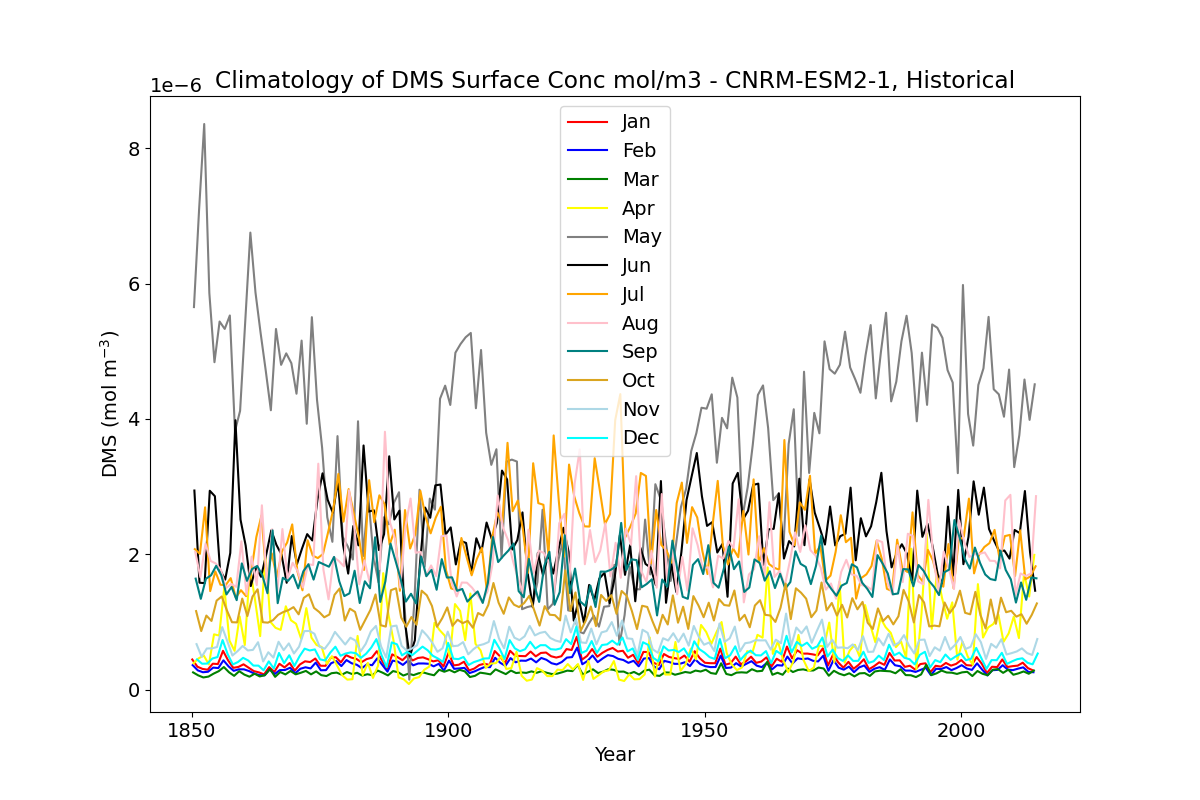 1e−6 Climatology of DMS Surface Conc mol/m3 - CNRM-ESM2-1, Historical
Jan
Feb
Mar
Apr
May
Jun
Jul
Aug
Sep
Oct
Nov
Dec
8
6
4
2
0
DMS (mol m⁻³)
1850 1900 1950 2000
Year